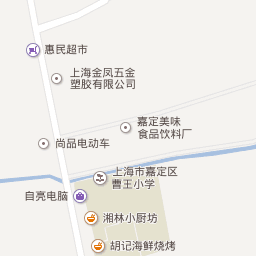 惠民超市
上海金凤五金
塑胶有限公司
嘉定美味
食品饮料厂
尚品电动车
上海市嘉定区
曹王小学
自亮电脑
湘林小厨坊
胡记海鲜烧烤